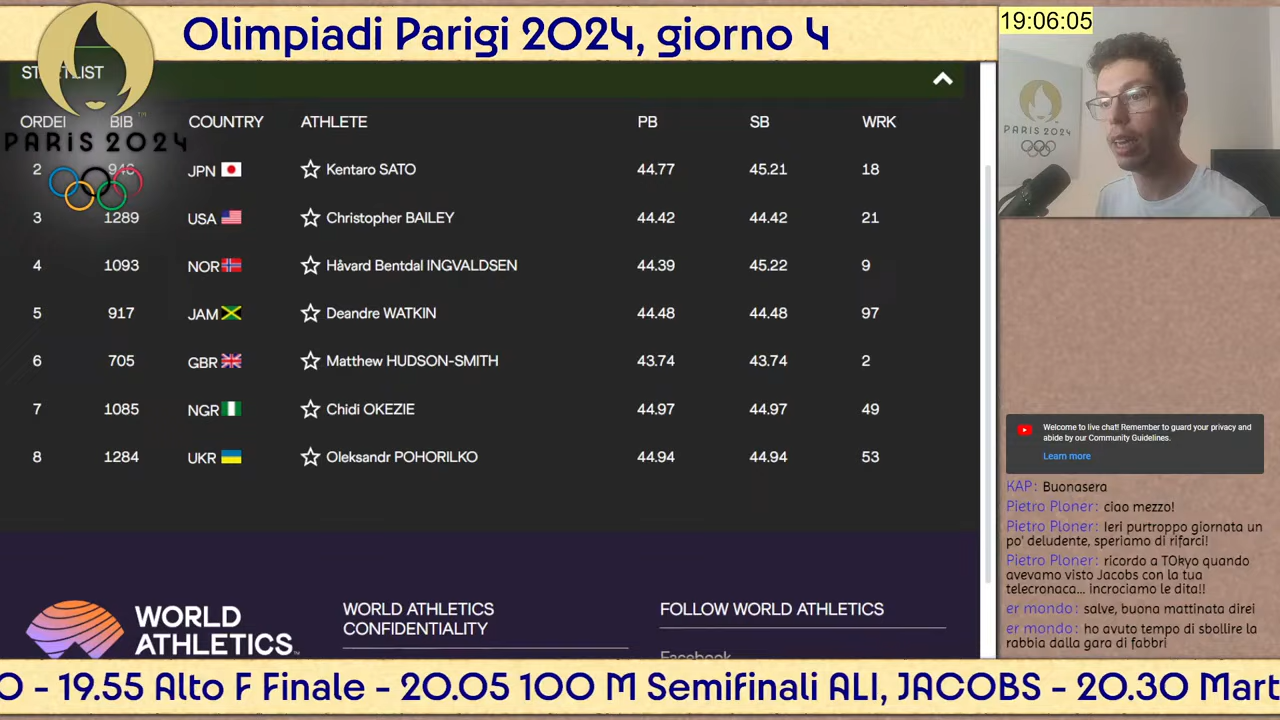 Olimpiadi Parigi 2024, giorno 4
19:06:05
PARIS 2024
COUNTRY ATHLETE PB SB WRK
PARIS 2024
2 JPN Kentaro SATO 44.77 45.21 18
3 1289 USA Christopher BAILEY 44.42 44.42 21
4 1093 NOR Håvard Bentdal INGVALDSEN 44.39 45.22 9
5 917 JAM Deandre WATKIN 44.48 44.48 97
6 705 GBR Matthew HUDSON-SMITH 43.74 43.74 2
7 1085 NGR Chidi OKEZIE 44.97 44.97 49
8 1284 UKR Oleksandr POHORILKO 44.94 44.94 53
WORLD
ATHLETICS
WORLD ATHLETICS
CONFIDENTIALITY
FOLLOW WORLD ATHLETICS
Facebook
Welcome to live chat! Remember to guard your privacy and
abide by our Community Guidelines.
Learn more
KAP: Buonasera
Pietro Ploner: ciao mezzo!
Pietro Ploner: Ieri purtroppo giornata un
po' deludente, speriamo di rifarci!
Pietro Ploner: ricordo a TOkyo quando
avevamo visto Jacobs con la tua
telecronaca... incrociamo le dita!!
er mondo: salve, buona mattinata direi
er mondo: ho avuto tempo di sbollire la
rabbia dalla gara di fabbri
0 - 19.55 Alto F Finale - 20.05 100 M Semifinali ALI, JACOBS - 20.30 Mart